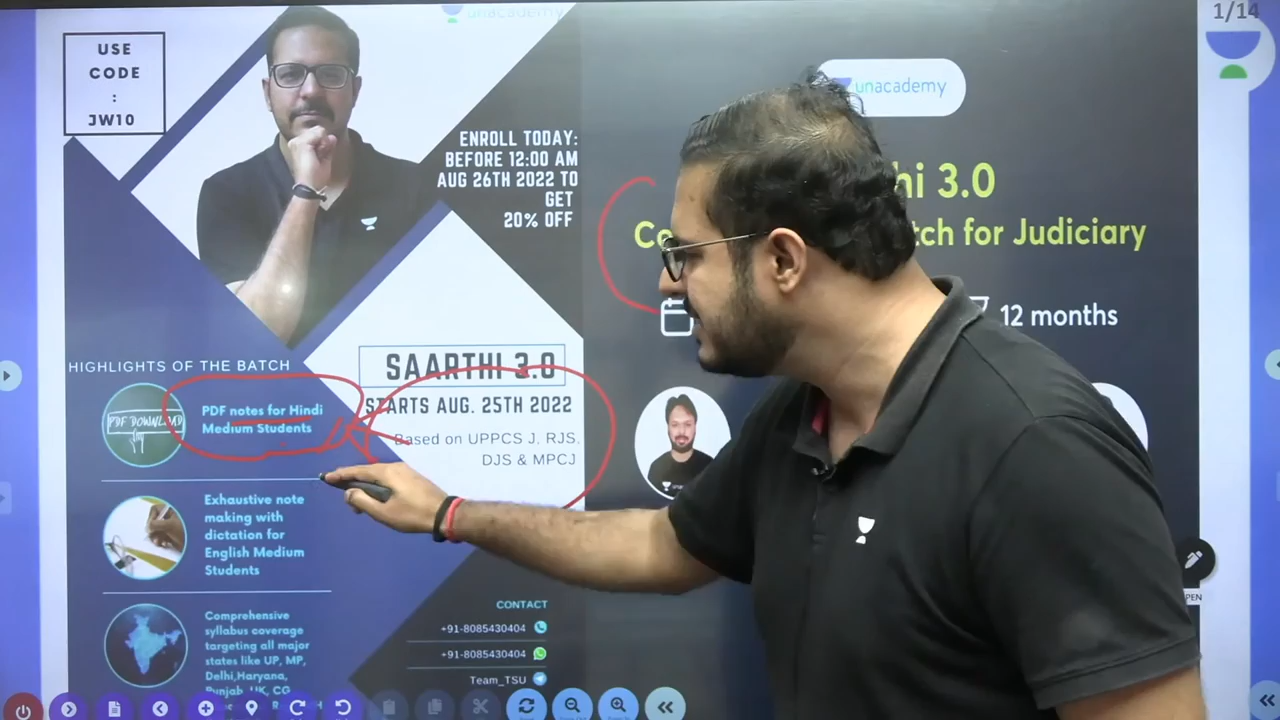 USE
CODE
:
JW10
unacademy
ENROLL TODAY:
BEFORE 12:00 AM
AUG 26TH 2022 TO
GET
20% OFF
HIGHLIGHTS OF THE BATCH
PDF DOWNLOAD
PDF notes for Hindi
Medium Students
Exhaustive note
making with
dictation for
English Medium
Students
Comprehensive
syllabus coverage
targeting all major
states like UP, MP,
Delhi,Haryana,
Punjab, UK, CG
SAARTHI 3.0
STARTS AUG. 25TH 2022
Based on UPPCS J, RJS,
DJS & MPCJ
CONTACT
+91-8085430404
+91-8085430404
Team_TSU
1/14
unacademy
hi 3.0
Co tch for Judiciary
12 months
PEN